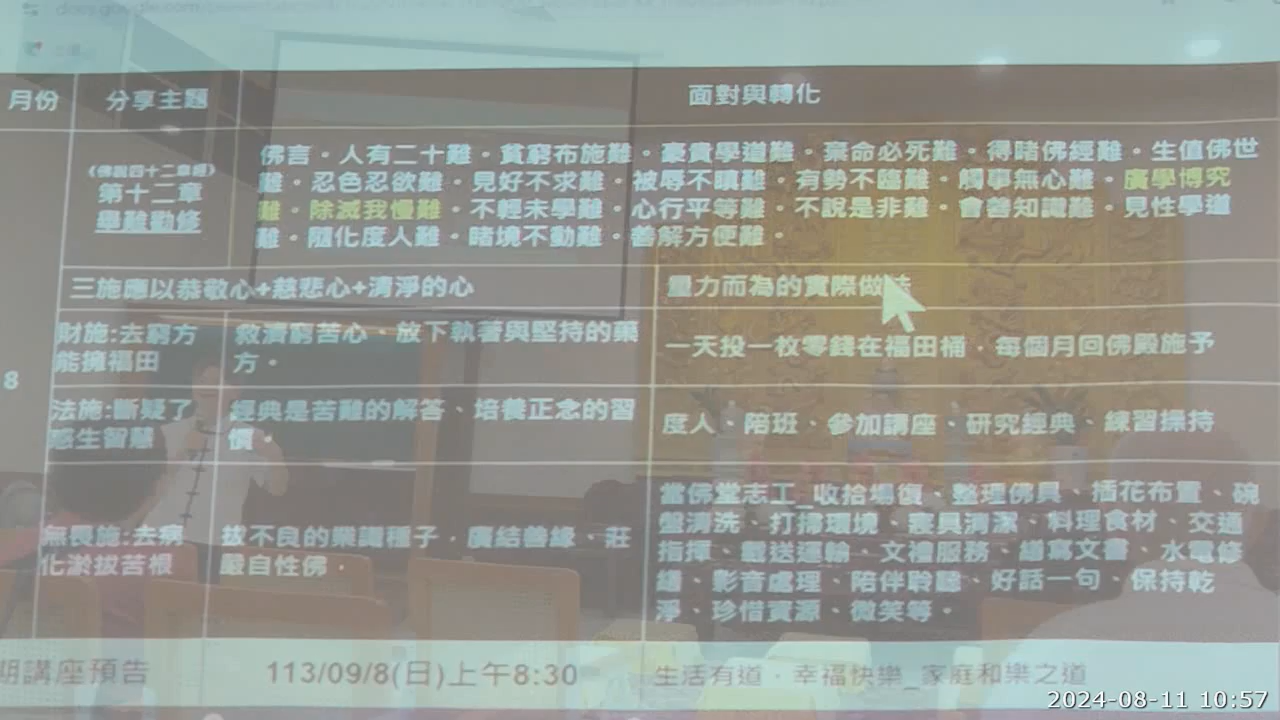 docs.google.com
月份
分享主題
面對與轉化
《佛說四十二章經》
第十二章
舉難勸修
佛言。人有二十難。貧窮布施難。豪貴學道難。棄命必死難。得睹佛經難。生值佛世
難。忍色忍欲難。見好不求難。被辱不瞋難。有勢不臨難。觸事無心難。廣學博究
難。除滅我慢難。不輕未學難。心行平等難。不說是非難。會善知識難。見性學道
難。隨化度人難。睹境不動難。善解方便難。
三施應以恭敬心+慈悲心+清淨的心
量力而為的實際做法
8
財施:去窮方
能擁福田
救濟窮苦心、放下執著與堅持的藥
方。
一天投一枚零錢在福田桶、每個月回佛殿施予
法施:斷疑了
惑生智慧
經典是苦難的解答、培養正念的習
慣。
度人、陪班、參加講座、研究經典、練習操持
無畏施:去病
化淤拔苦根
拔不良的業識種子、廣結善緣、莊
嚴自性佛。
當佛堂志工_收拾場復、整理佛具、插花布置、碗
盤清洗、打掃環境、寢具清潔、料理食材、交通
指揮、載送運輸、文禮服務、繕寫文書、水電修
繕、影音處理、陪伴聆聽、好話一句、保持乾
淨、珍惜資源、微笑等。
期講座預告
113/09/8(日)上午8:30
生活有道、幸福快樂_家庭和樂之道
2024-08-11 10:57